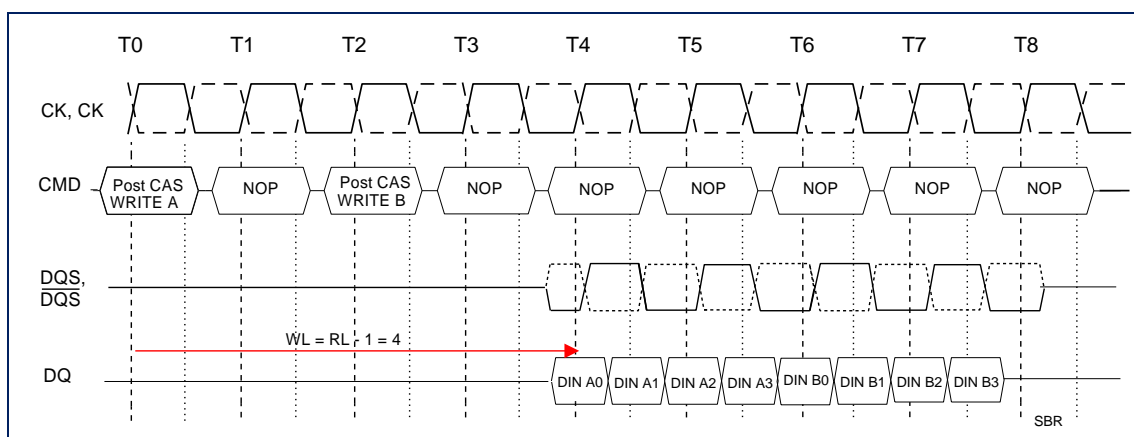 T0 T1 T2 T3 T4 T5 T6 T7 T8
CK, CK
CMD
Post CAS
WRITE A
NOP
Post CAS
WRITE B
NOP
NOP
NOP
NOP
NOP
NOP
DQS,
DQS
WL = RL - 1 = 4
DQ
DIN A0 DIN A1 DIN A2 DIN A3 DIN B0 DIN B1 DIN B2 DIN B3
SBR